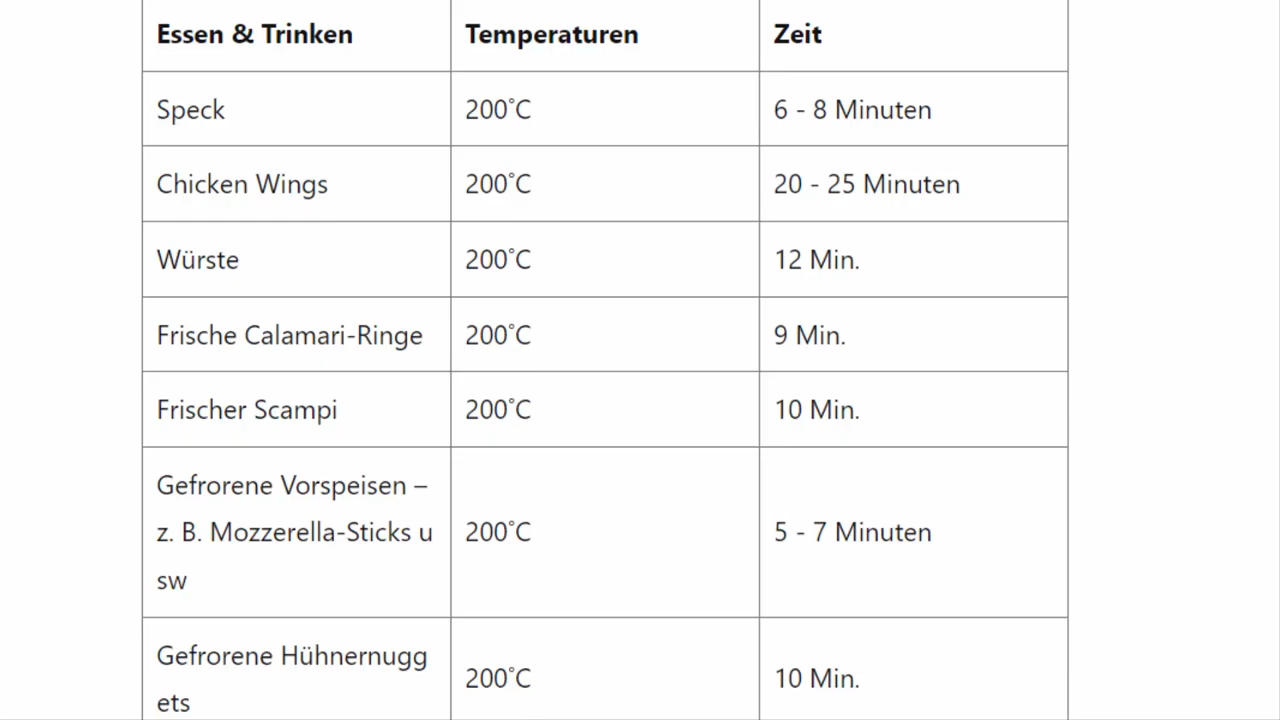 Essen & Trinken Temperaturen Zeit
Speck 200°C 6 - 8 Minuten
Chicken Wings 200°C 20 - 25 Minuten
Würste 200°C 12 Min.
Frische Calamari-Ringe 200°C 9 Min.
Frischer Scampi 200°C 10 Min.
Gefrorene Vorspeisen –
z. B. Mozzerella-Sticks u 200°C 5 - 7 Minuten
sw
Gefrorene Hühnernugg
200°C 10 Min.
ets